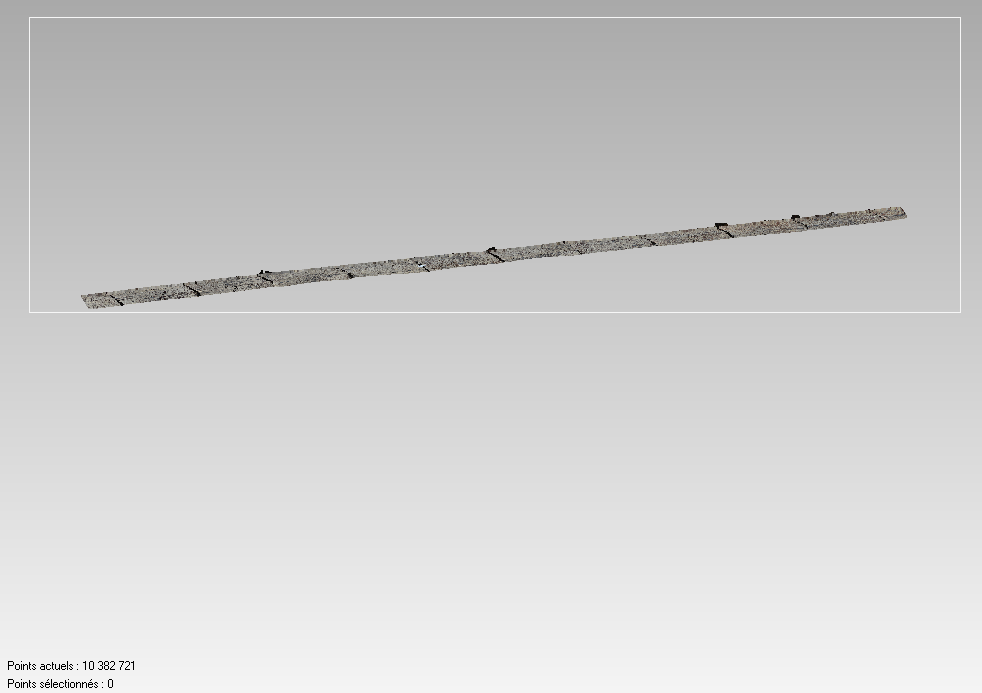 Points actuels : 10 382 721
Points sélectionnés : 0